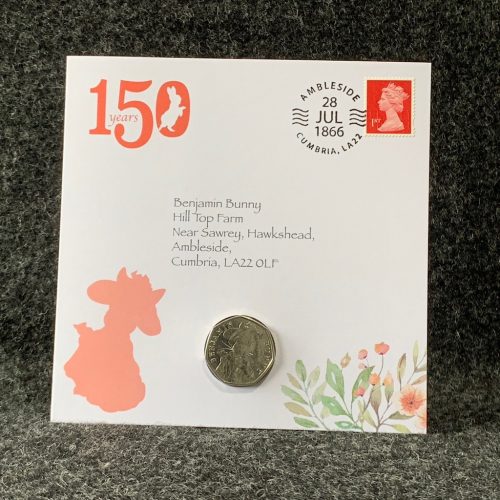 150
years
AMBLESIDE
28
JUL
1866
CUMBRIA, LA22
1ST
Benjamin Bunny
Hill Top Farm
Near Sawrey, Hawkshead,
Ambleside,
Cumbria, LA22 0LF